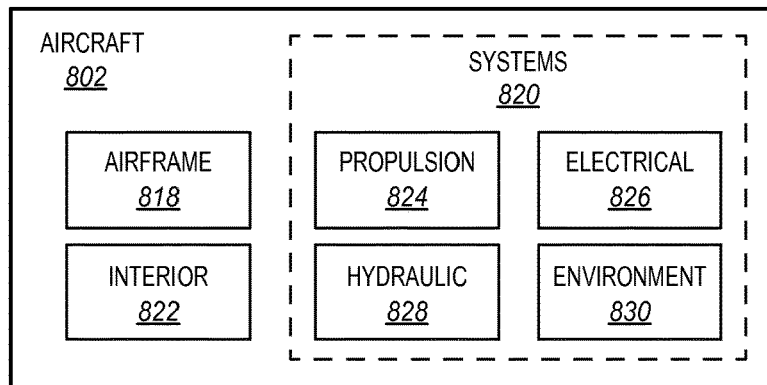 AIRCRAFT
802
SYSTEMS
820
AIRFRAME
818
PROPULSION
824
ELECTRICAL
826
INTERIOR
822
HYDRAULIC
828
ENVIRONMENT
830